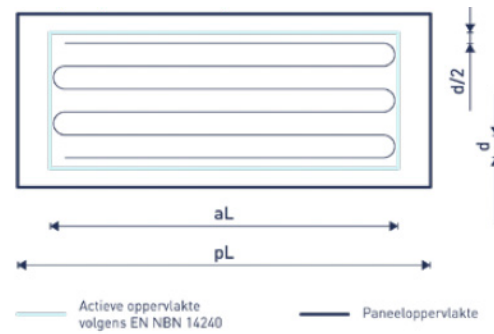 d/2
d
aL
pL
Actieve oppervlakte
volgens EN NBN 14240
Paneeloppervlakte